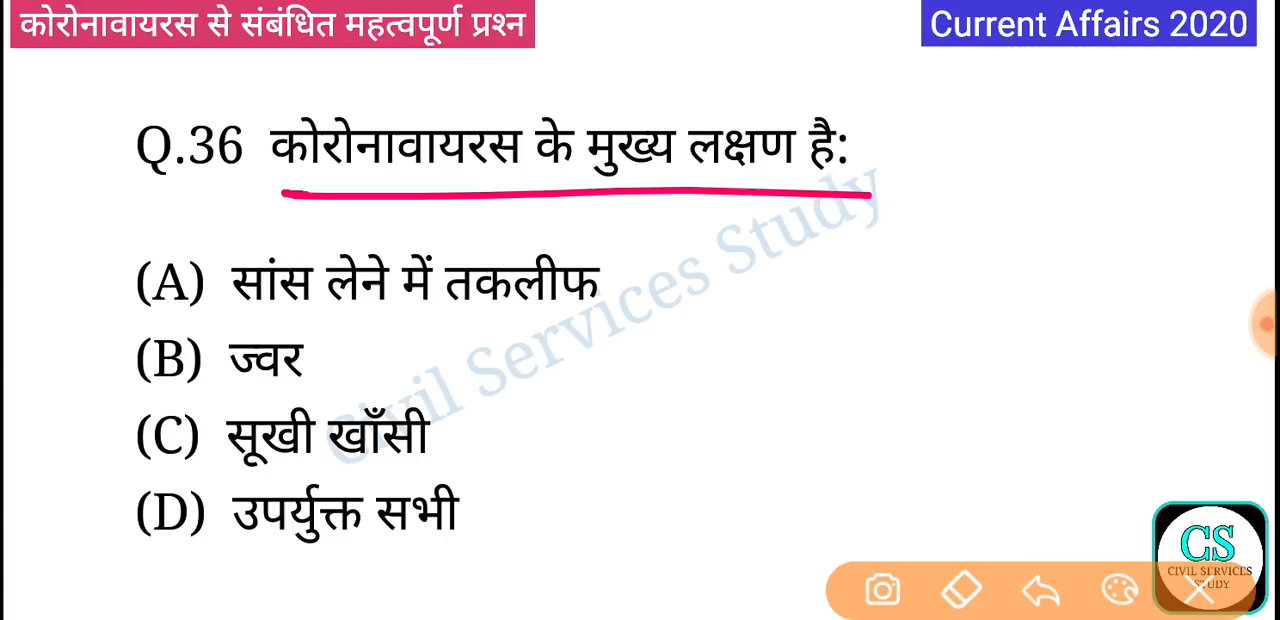 कोरोनावायरस से संबंधित महत्वपूर्ण प्रश्न
Current Affairs 2020
Q.36 कोरोनावायरस के मुख्य लक्षण है:
(A) सांस लेने में तकलीफ
(B) ज्वर
(C) सूखी खाँसी
(D) उपर्युक्त सभी
Civil Services Study
CS
CIVIL SERVICES
STUDY